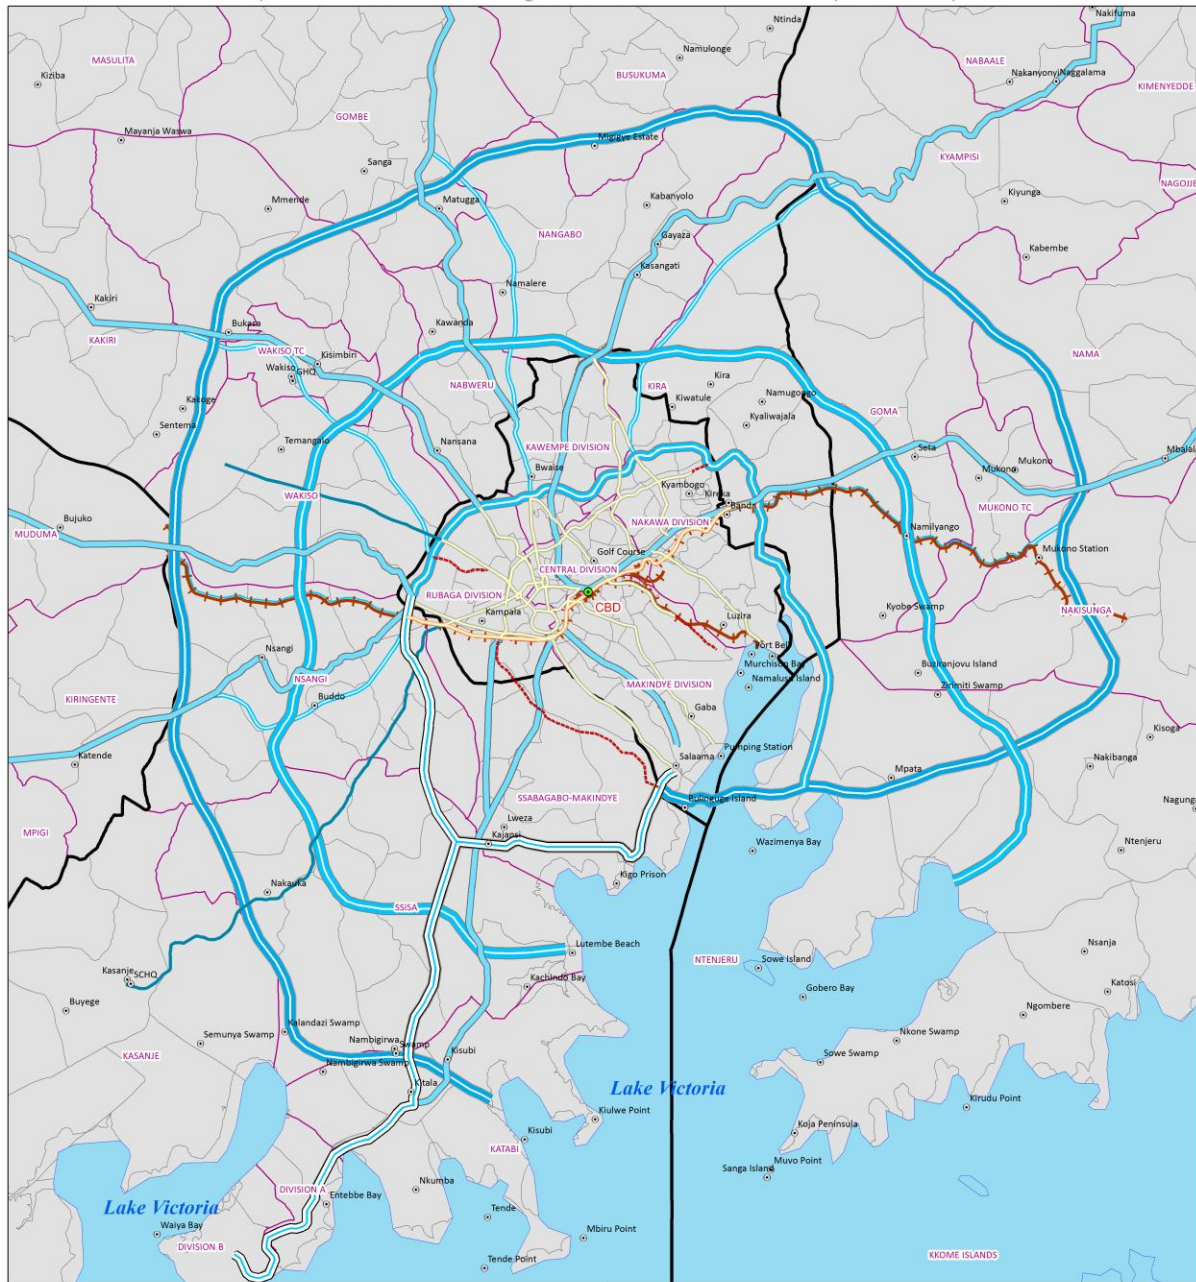 Ntinda
Nakifuma
MASULITA
Namulonge
NABAALE
Kiziba
BUSUKUMA
Nakanyonyi
Naggalama
KIMENYEDDE
GOMBE
Mayanja Waswa
Migigye Estate
KYAMPISI
Sanga
NAGOJJE
Kiyunga
Mmende
Matugga
Kabanyolo
NANGABO
Gayaza
Kabembe
Kasangati
Namalere
Kakiri
Bukasa
Kawanda
KAKIRI
WAKISO TC
NAMA
Kisimbiri
Wakiso
GHQ
NABWERU
KIRA
Kira
Kakoge
Kiwatule
Namugongo
GOMA
Sentema
Kyaliwajala
Temangalo
Nansana
KAWEMPE DIVISION
Seta
Mbalala
Bwaise
Mukono
Mukono
WAKISO
Kyambogo
Kireka
MUKONO TC
Banda
Bujuko
NAKAWA DIVISION
MUDUMA
Namilyango
Golf Course
Mukono Station
CENTRAL DIVISION
RUBAGA DIVISION
CBD
NAKISUNGA
Kampala
Kyobe Swamp
Luzira
Port Bell
Nsangi
Murchison Bay
Buziranjovu Island
NSANGI
MAKINDYE DIVISION
Namalusu Island
Zirimiti Swamp
KIRINGENTE
Buddo
Gaba
Kisoga
Katende
Pumping Station
Salaama
Mpata
Nakibanga
SSABAGABO-MAKINDYE
Bulinguge Island
Nagunga
MPIGI
Lweza
Kajansi
Wazimenya Bay
Ntenjeru
Nakauka
Kigo Prison
SSISA
Lutembe Beach
Nsanja
NTENJERU
Kasanje
SCHQ
Sowe Island
Kachindo Bay
Katosi
Buyege
Gobero Bay
Ngombere
Kalandazi Swamp
Semunya Swamp
Nambigirwa
Swamp
Nkone Swamp
KASANJE
Kisubi
Sowe Swamp
Nambigirwa Swamp
Lake Victoria
Kitala
Kiulwe Point
Kirudu Point
Kisubi
Koja Peninsula
KATABI
Muvo Point
Sanga Island
DIVISION A
Nkumba
Entebbe Bay
Lake Victoria
Tende
Waiya Bay
Mbiru Point
DIVISION B
KKOME ISLANDS
Tende Point